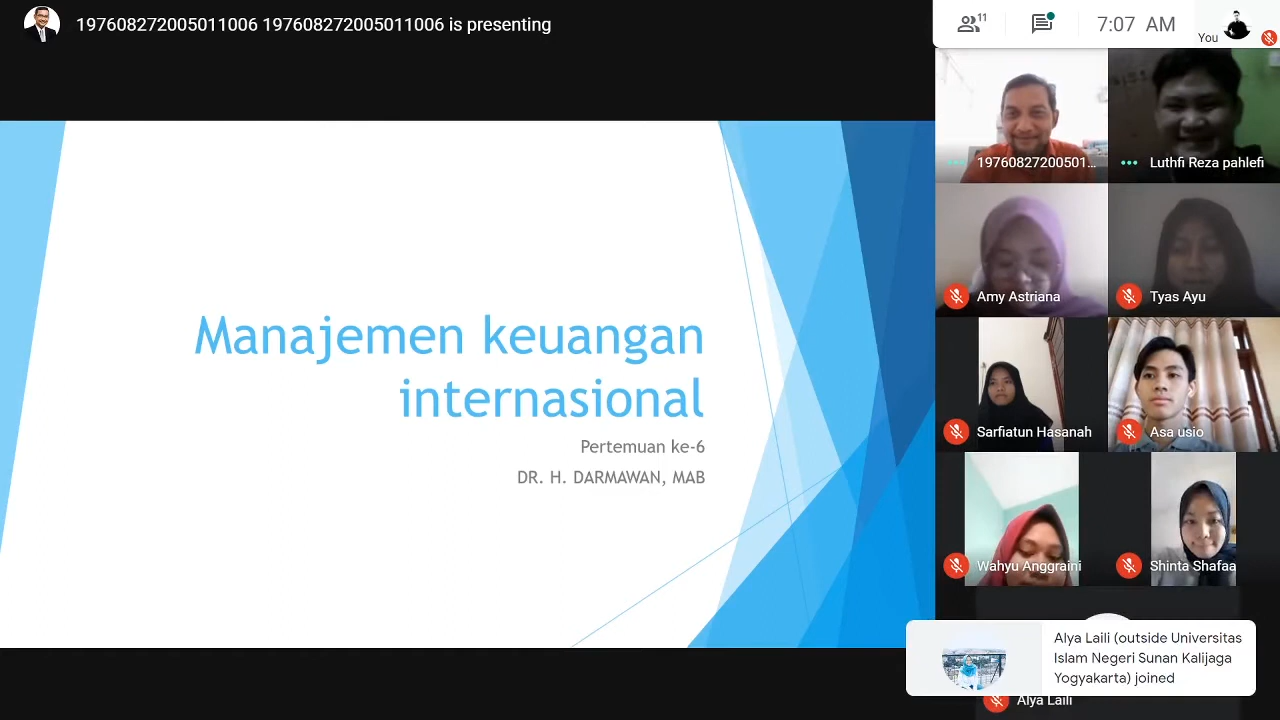 197608272005011006 197608272005011006 is presenting
11
7:07 AM
You
Manajemen keuangan
internasional
Pertemuan ke-6
DR. H. DARMAWAN, MAB
19760827200501...
Luthfi Reza pahlefi
Amy Astriana
Tyas Ayu
Sarfiatun Hasanah
Asa usio
Wahyu Anggraini
Shinta Shafaa
Alya Laili (outside Universitas
Islam Negeri Sunan Kalijaga
Yogyakarta) joined
Alya Laili